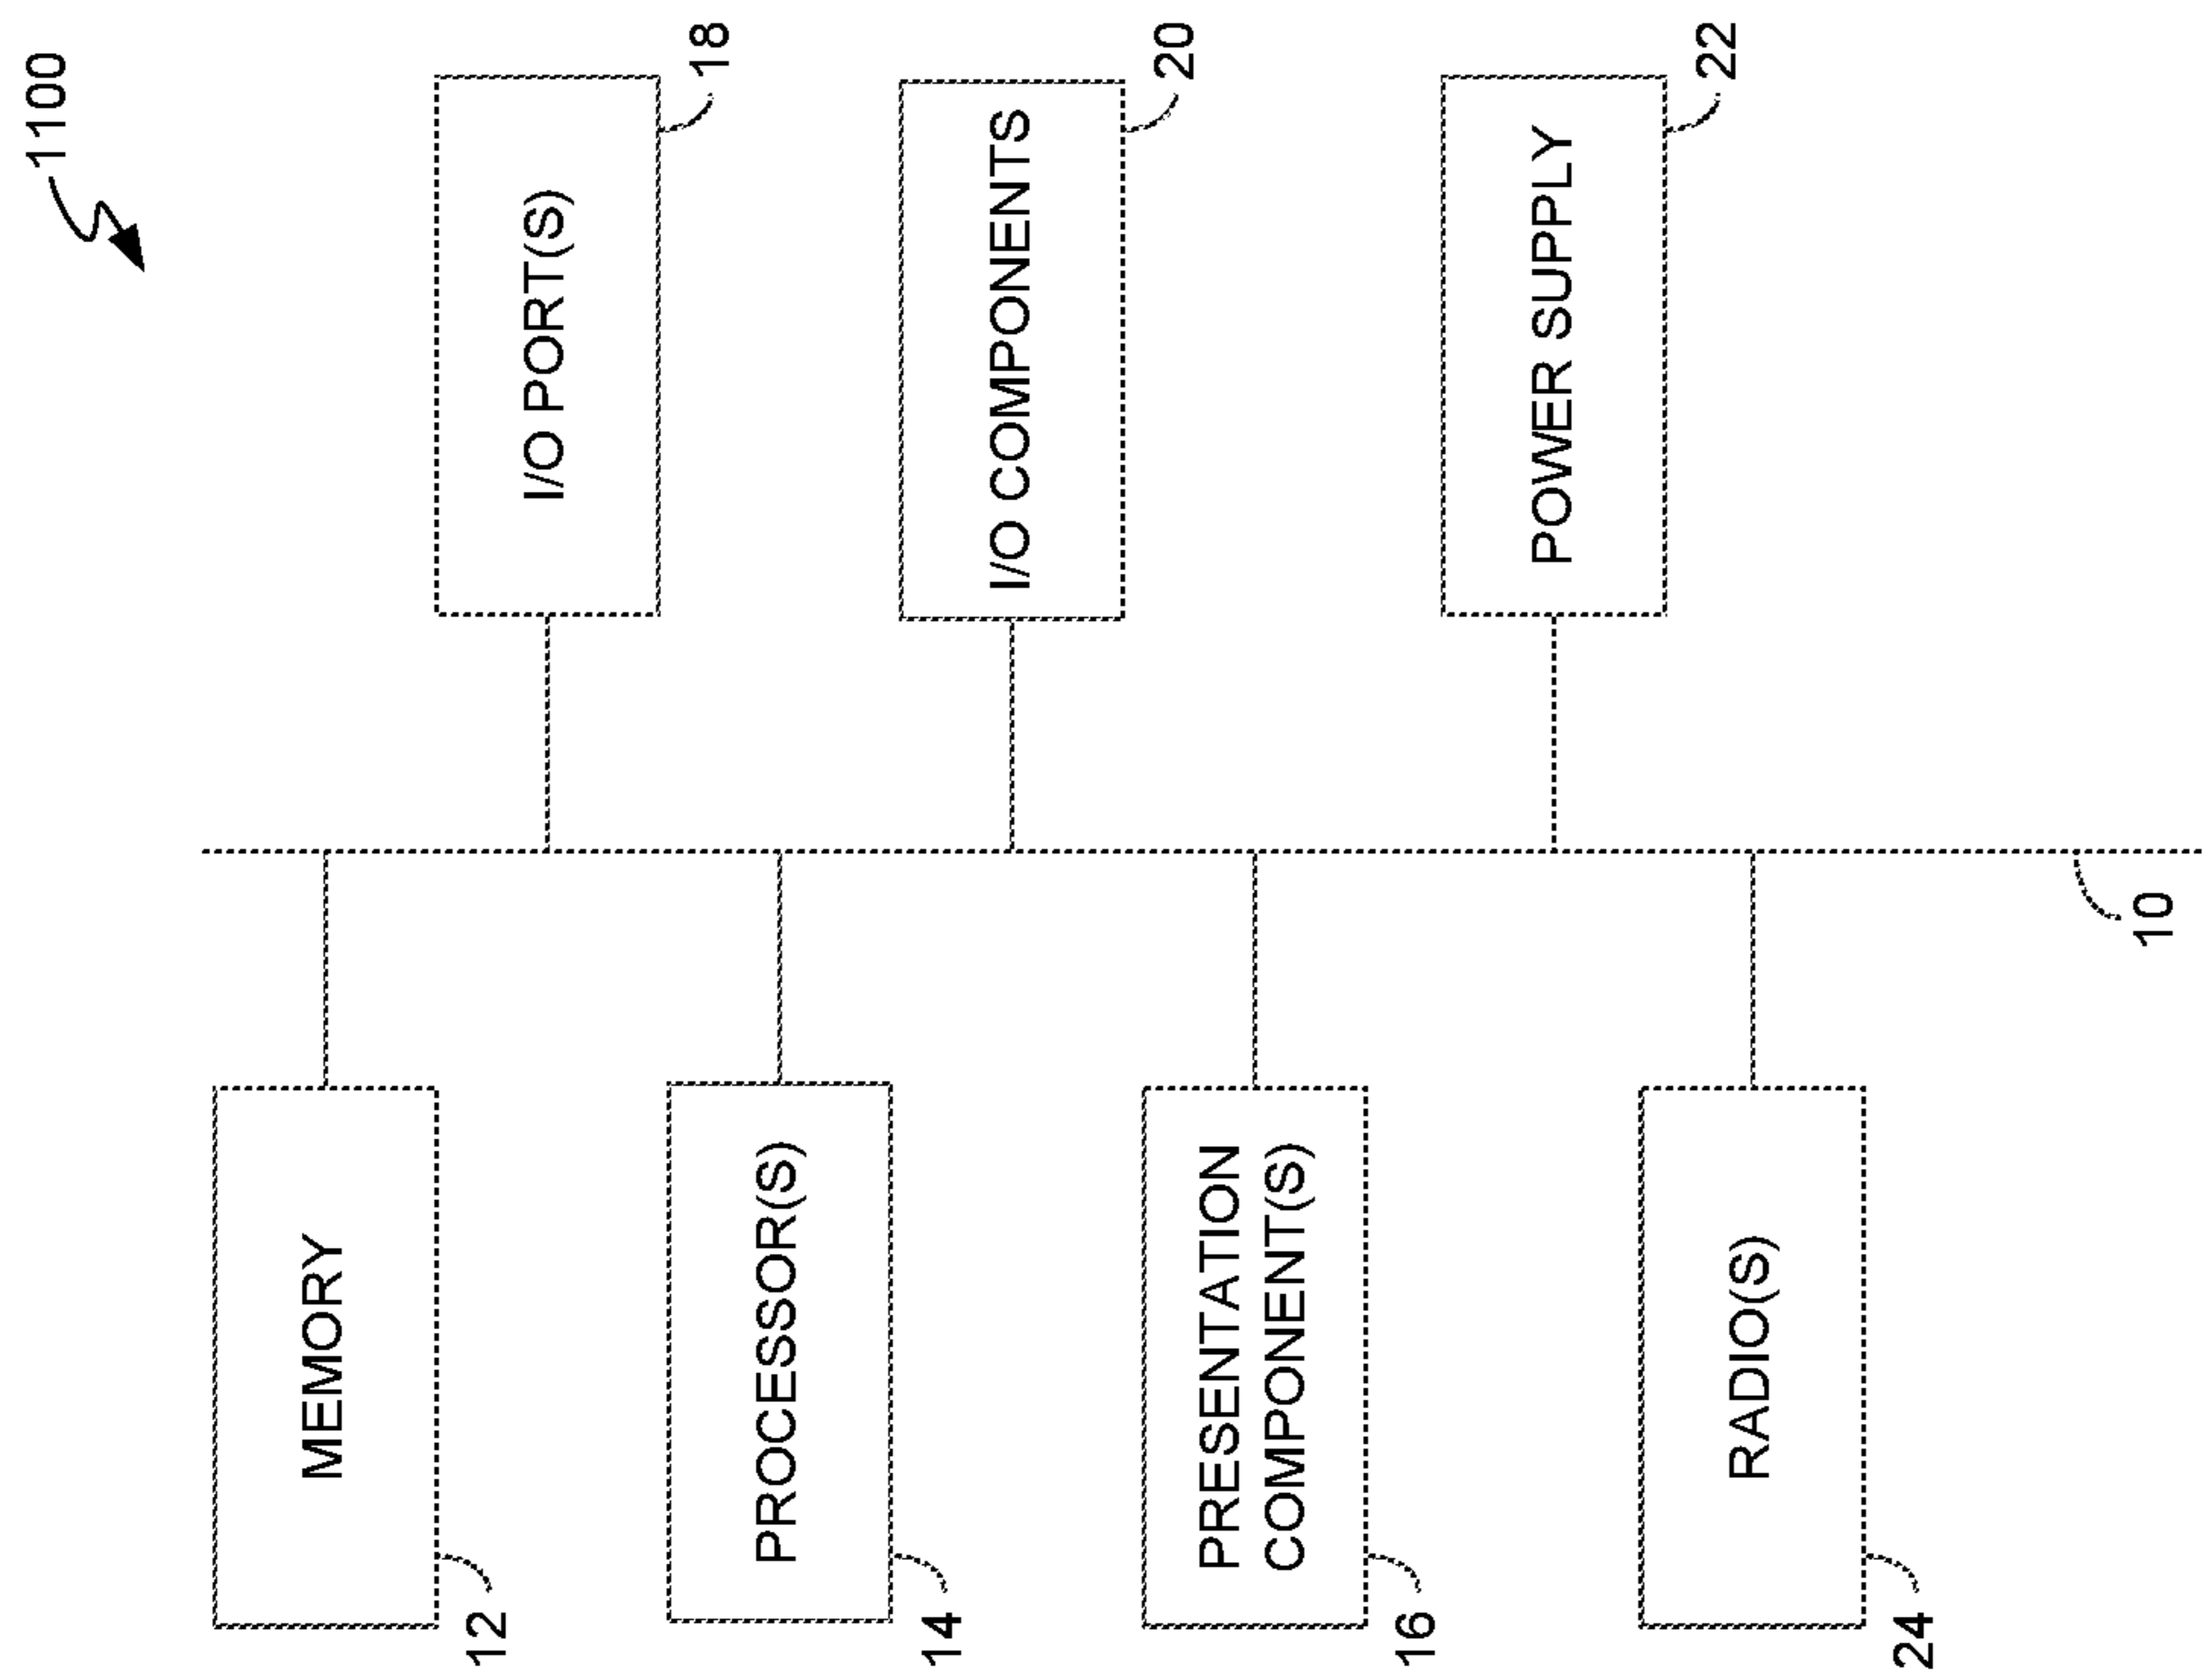 1100
MEMORY
12
PROCESSOR(S)
14
PRESENTATION
COMPONENT(S)
16
RADIO(S)
24
I/O PORT(S)
18
I/O COMPONENTS
20
POWER SUPPLY
22
10